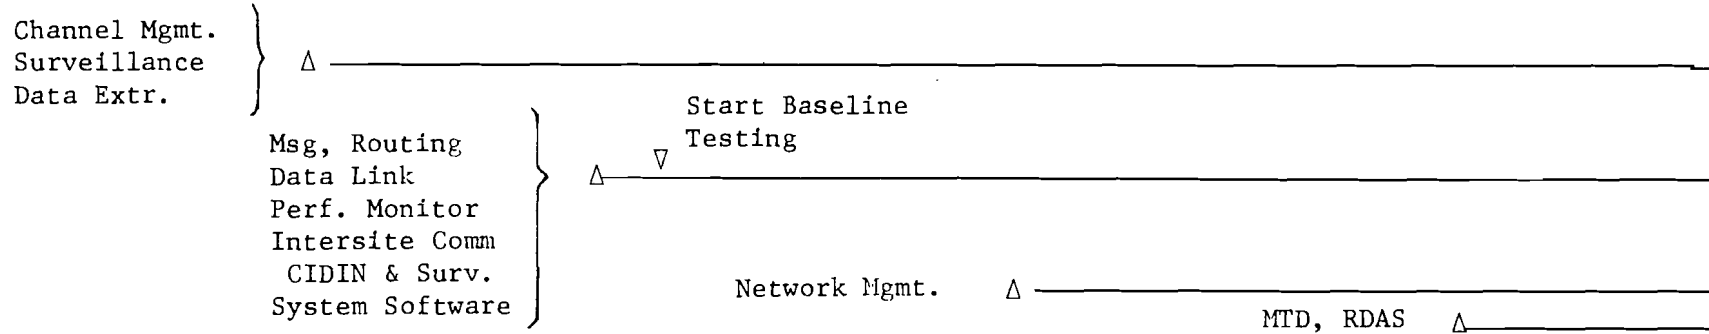 Channel Mgmt.
Surveillance
Data Extr.
Start Baseline
Testing
Msg, Routing
Data Link
Perf. Monitor
Intersite Comm
CIDIN & Surv.
System Software
Network Mgmt.
MTD, RDAS